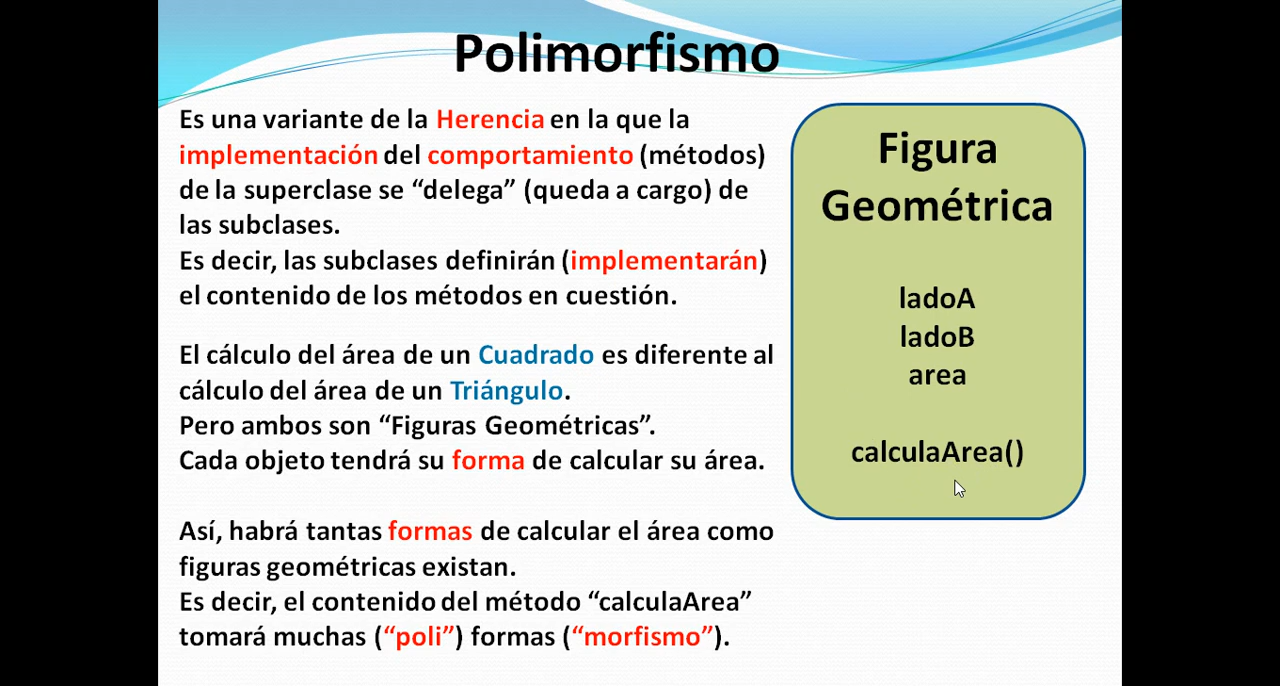 Polimorfismo
Es una variante de la Herencia en la que la
implementación del comportamiento (métodos)
de la superclase se “delega” (queda a cargo) de
las subclases.
Es decir, las subclases definirán (implementarán)
el contenido de los métodos en cuestión.
El cálculo del área de un Cuadrado es diferente al
cálculo del área de un Triángulo.
Pero ambos son “Figuras Geométricas”.
Cada objeto tendrá su forma de calcular su área.
Así, habrá tantas formas de calcular el área como
figuras geométricas existan.
Es decir, el contenido del método “calculaArea”
tomará muchas (“poli”) formas (“morfismo”).
Figura
Geométrica
ladoA
ladoB
area
calculaArea()